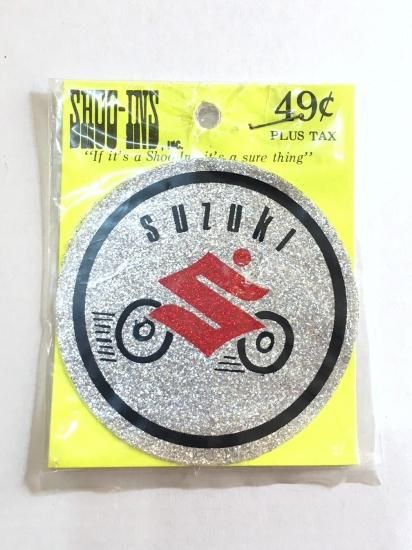 SHOO-INS
, INC.
49¢
PLUS TAX
"If it's a Shoo-In, it's a sure thing"
SUZUKI